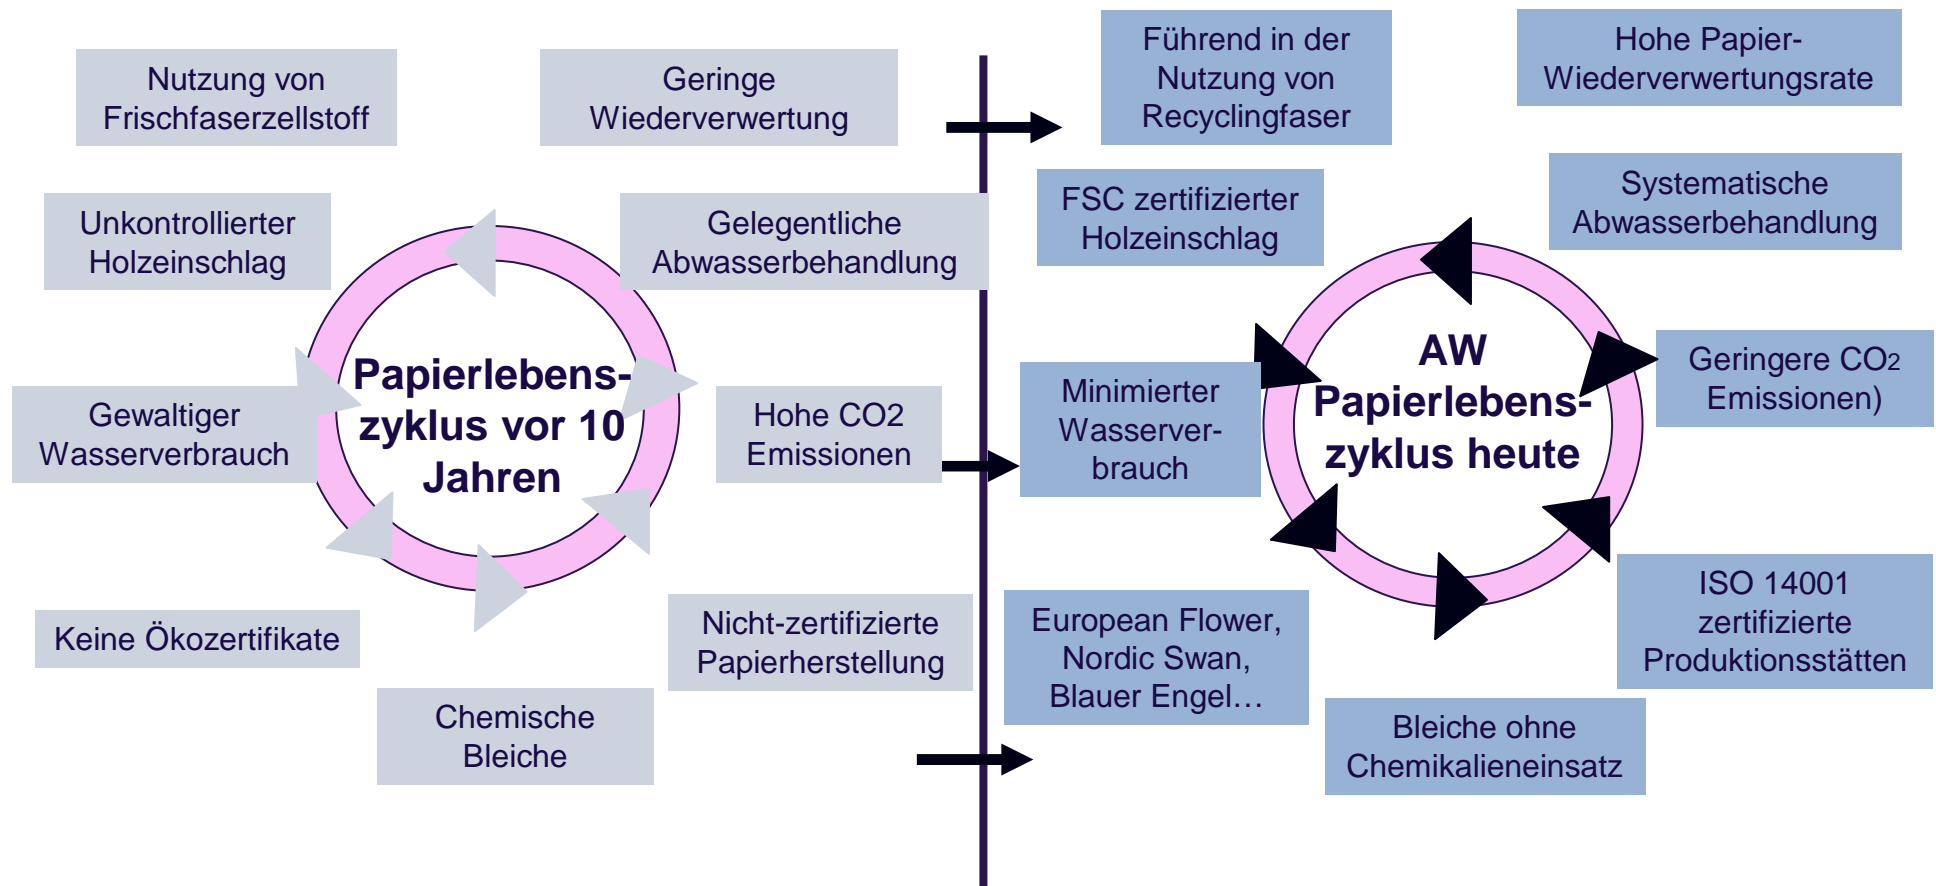 Nutzung von
Frischfaserzellstoff
Geringe
Wiederverwertung
Unkontrollierter
Holzeinschlag
Gelegentliche
Abwasserbehandlung
Papierlebens-
zyklus vor 10
Jahren
Gewaltiger
Wasserverbrauch
Hohe CO2
Emissionen
Keine Ökozertifikate
Nicht-zertifizierte
Papierherstellung
Chemische
Bleiche
Führend in der
Nutzung von
Recyclingfaser
Hohe Papier-
Wiederverwertungsrate
FSC zertifizierter
Holzeinschlag
Systematische
Abwasserbehandlung
AW
Papierlebens-
zyklus heute
Minimierter
Wasserver-
brauch
Geringere CO2
Emissionen)
European Flower,
Nordic Swan,
Blauer Engel…
ISO 14001
zertifizierte
Produktionsstätten
Bleiche ohne
Chemikalieneinsatz